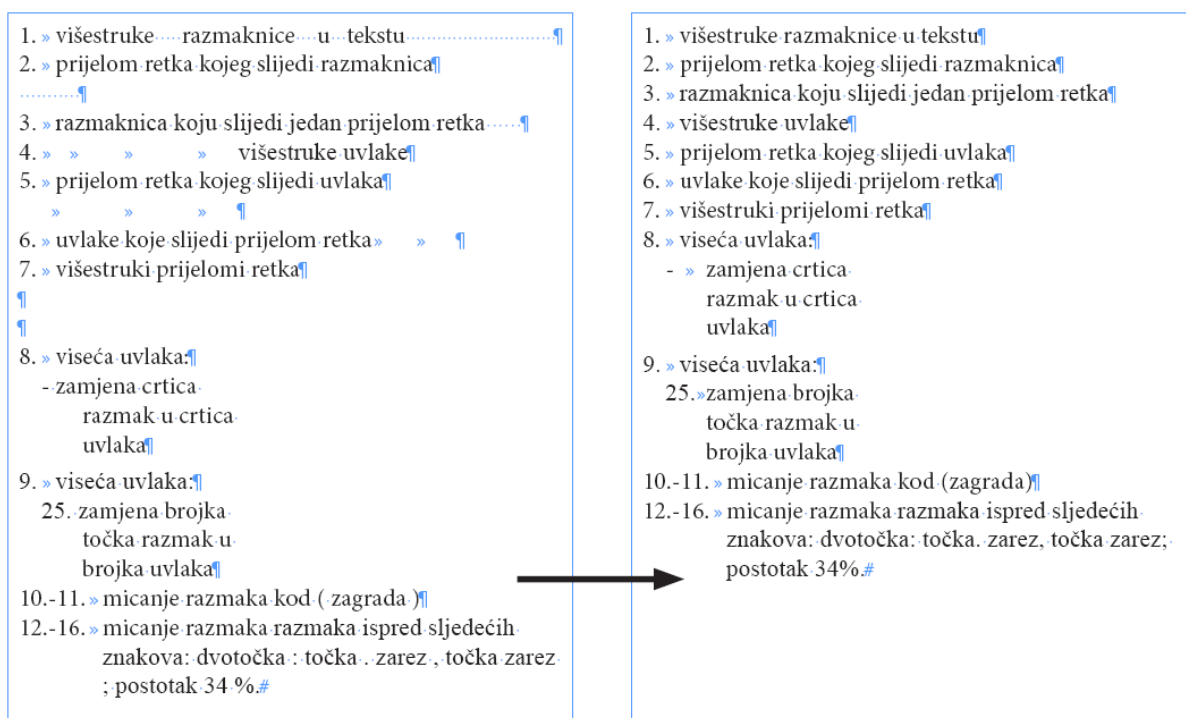 1. » višestruke·····razmaknice····u···tekstu··························¶
2. » prijelom·retka·kojeg·slijedi·razmaknica¶
··········¶
3. » razmaknica·koju·slijedi·jedan·prijelom·retka······¶
4. » » » » višestruke·uvlake¶
5. » prijelom·retka·kojeg·slijedi·uvlaka¶
» » » ¶
6. » uvlake·koje·slijedi·prijelom·retka» » ¶
7. » višestruki·prijelomi·retka¶
¶
¶
8. » viseća·uvlaka:¶
-·zamjena·crtica·
razmak·u·crtica·
uvlaka¶
9. » viseća·uvlaka:¶
25.·zamjena·brojka·
točka·razmak·u·
brojka·uvlaka¶
10.-11. » micanje·razmaka·kod·(·zagrada·)¶
12.-16. » micanje·razmaka·razmaka·ispred·sljedećih·
znakova:·dvotočka·:·točka·.·zarez·,·točka·zarez·
;·postotak·34·%.#
1. » višestruke·razmaknice·u·tekstu¶
2. » prijelom·retka·kojeg·slijedi·razmaknica¶
3. » razmaknica·koju·slijedi·jedan·prijelom·retka¶
4. » višestruke·uvlake¶
5. » prijelom·retka·kojeg·slijedi·uvlaka¶
6. » uvlake·koje·slijedi·prijelom·retka¶
7. » višestruki·prijelomi·retka¶
8. » viseća·uvlaka:¶
- » zamjena·crtica·
razmak·u·crtica·
uvlaka¶
9. » viseća·uvlaka:¶
25.»zamjena·brojka·
točka·razmak·u·
brojka·uvlaka¶
10.-11. » micanje·razmaka·kod·(zagrada)¶
12.-16. » micanje·razmaka·razmaka·ispred·sljedećih·
znakova:·dvotočka:·točka.·zarez,·točka·zarez;·
postotak·34%.#